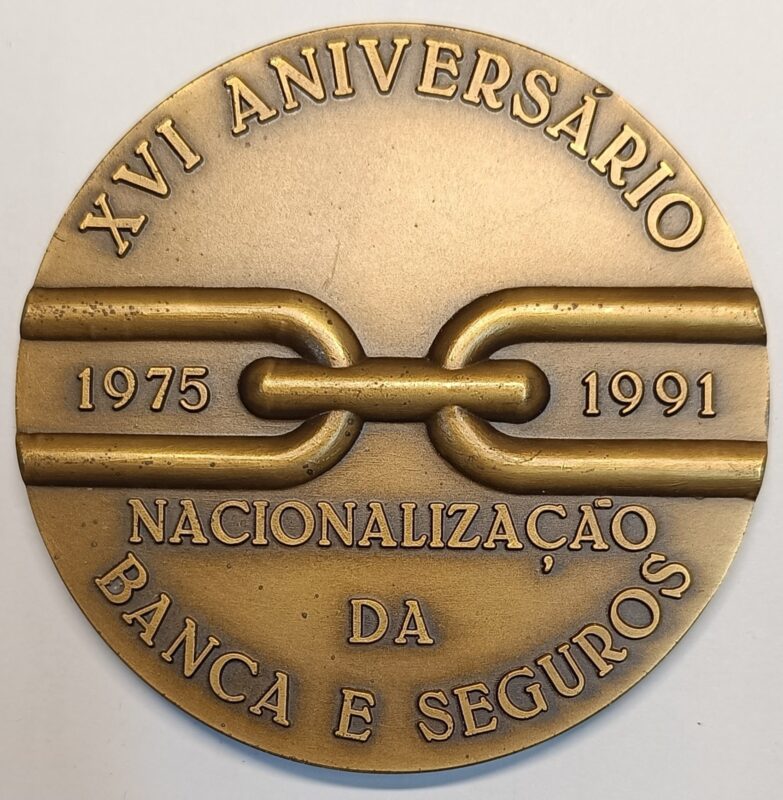 XVI ANIVERSÁRIO
1975 1991
NACIONALIZAÇÃO
DA
BANCA E SEGUROS